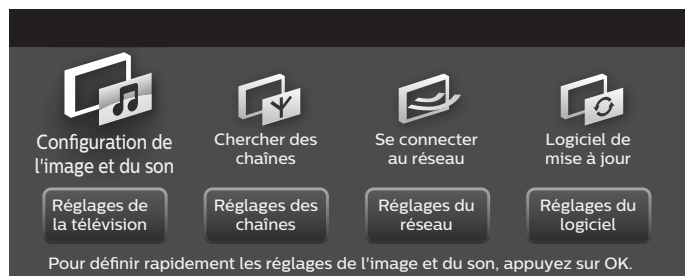 Configuration de
l'image et du son
Chercher des
chaînes
Se connecter
au réseau
Logiciel de
mise à jour
Réglages de
la télévision
Réglages des
chaînes
Réglages du
réseau
Réglages du
logiciel
Pour définir rapidement les réglages de l'image et du son, appuyez sur OK.